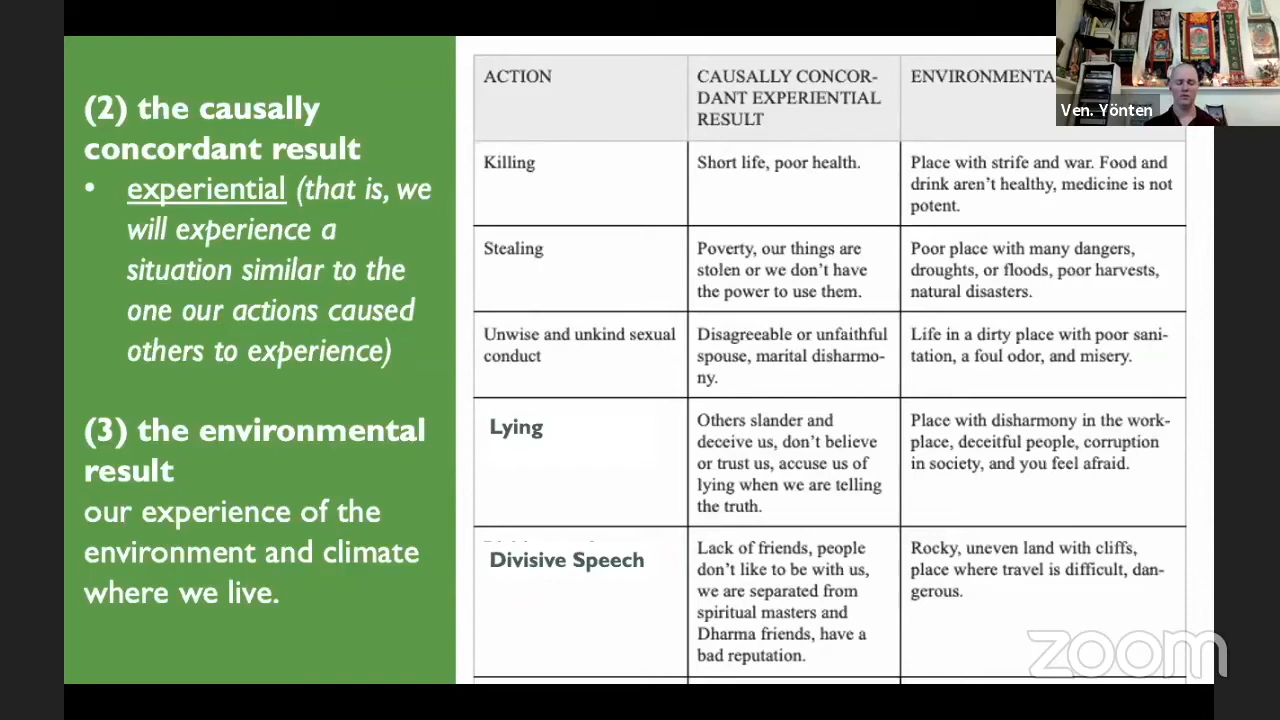 (2) the causally
concordant result
• experiential (that is, we
will experience a
situation similar to the
one our actions caused
others to experience)
(3) the environmental
result
our experience of the
environment and climate
where we live.
ACTION
CAUSALLY CONCOR-
DANT EXPERIENTIAL
RESULT
ENVIRONMENTA
Killing
Short life, poor health.
Place with strife and war. Food and
drink aren't healthy, medicine is not
potent.
Stealing
Poverty, our things are
stolen or we don't have
the power to use them.
Poor place with many dangers,
droughts, or floods, poor harvests,
natural disasters.
Unwise and unkind sexual
conduct
Disagreeable or unfaithful
spouse, marital disharmo-
ny.
Life in a dirty place with poor sani-
tation, a foul odor, and misery.
Lying
Others slander and
deceive us, don't believe
or trust us, accuse us of
lying when we are telling
the truth.
Place with disharmony in the work-
place, deceitful people, corruption
in society, and you feel afraid.
Divisive Speech
Lack of friends, people
don't like to be with us,
we are separated from
spiritual masters and
Dharma friends, have a
bad reputation.
Rocky, uneven land with cliffs,
place where travel is difficult, dan-
gerous.
Ven. Yönten
zoom